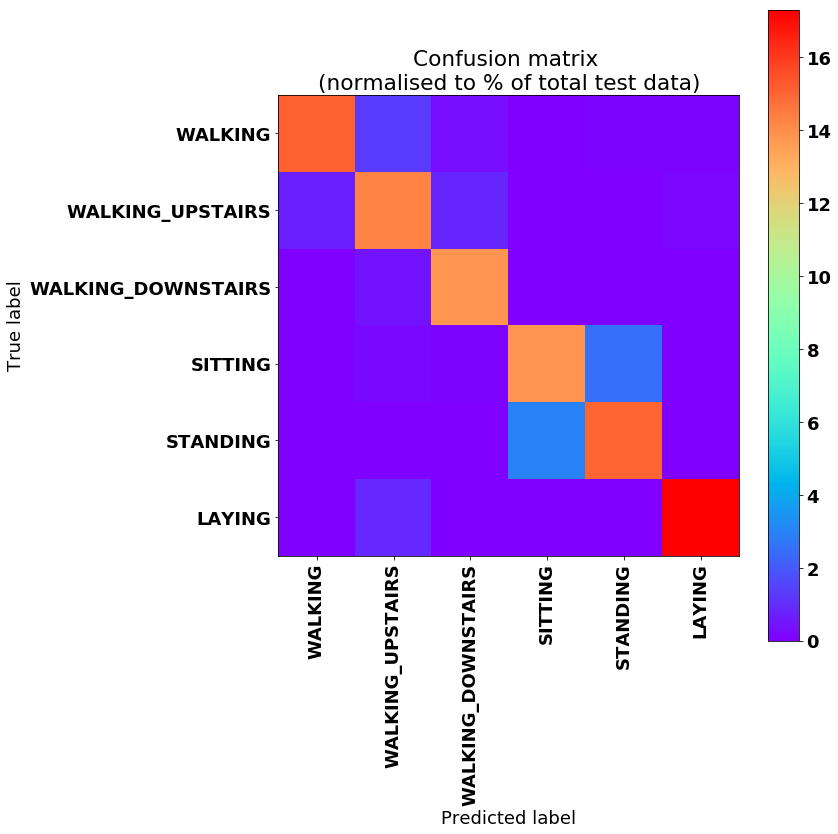 Confusion matrix
(normalised to % of total test data)
True label
WALKING
WALKING_UPSTAIRS
WALKING_DOWNSTAIRS
SITTING
STANDING
LAYING
WALKING
WALKING_UPSTAIRS
WALKING_DOWNSTAIRS
SITTING
STANDING
LAYING
Predicted label
16
14
12
10
8
6
4
2
0